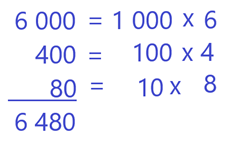 6 000 = 1 000 x 6
400 = 100 x 4
80 = 10 x 8
6 480